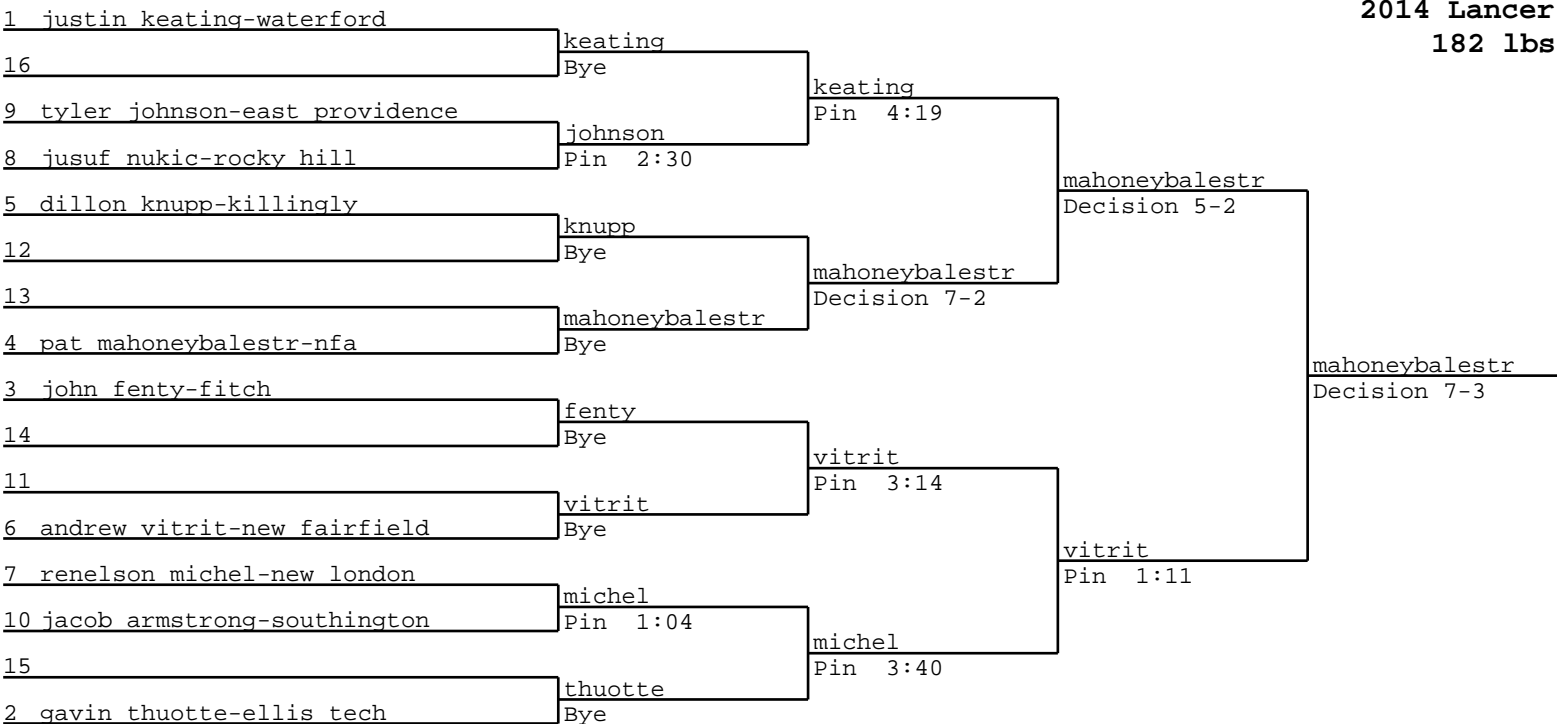 2014 Lancer
182 lbs
1 justin keating-waterford
16
9 tyler johnson-east providence
8 jusuf nukic-rocky hill
5 dillon knupp-killingly
12
13
4 pat mahoneybalestr-nfa
3 john fenty-fitch
14
11
6 andrew vitrit-new fairfield
7 renelson michel-new london
10 jacob armstrong-southington
15
2 gavin thuotte-ellis tech
keating
Bye
johnson
Pin 2:30
knupp
Bye
mahoneybalestr
Bye
fenty
Bye
vitrit
Bye
michel
Pin 1:04
thuotte
Bye
keating
Pin 4:19
mahoneybalestr
Decision 7-2
vitrit
Pin 3:14
michel
Pin 3:40
mahoneybalestr
Decision 5-2
vitrit
Pin 1:11
mahoneybalestr
Decision 7-3